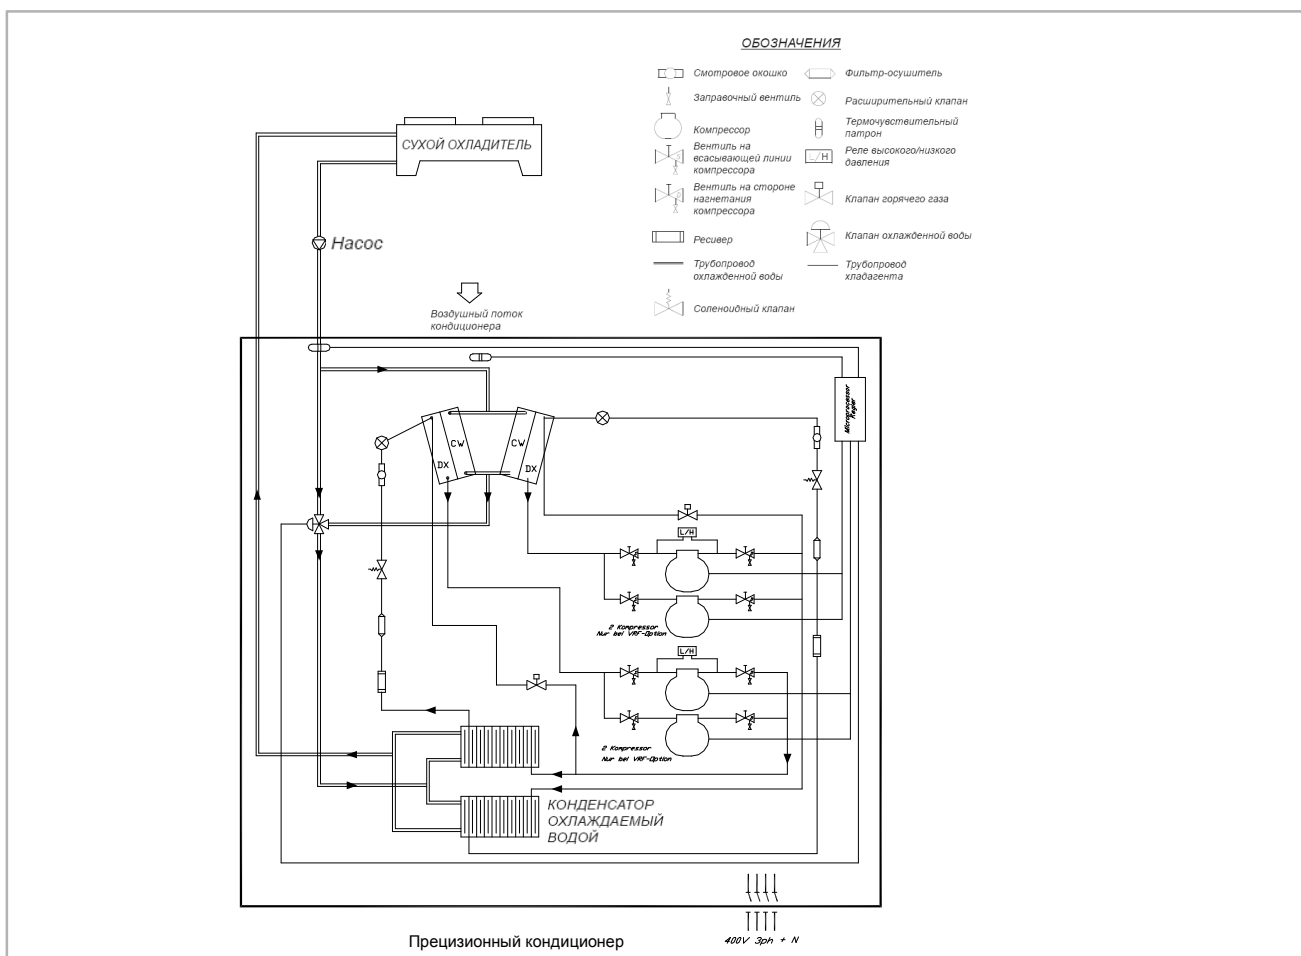 ОБОЗНАЧЕНИЯ
Смотровое окошко
Фильтр-осушитель
Заправочный вентиль
Расширительный клапан
Компрессор
Термочувствительный
патрон
Вентиль на
всасывающей линии
компрессора
L/H
Реле высокого/низкого
давления
Вентиль на стороне
нагнетания
компрессора
Клапан горячего газа
Ресивер
Клапан охлажденной воды
Трубопровод
охлажденной воды
Трубопровод
хладагента
Соленоидный клапан
СУХОЙ ОХЛАДИТЕЛЬ
Насос
Воздушный поток
кондиционера
Microprocessor
Regler
CW
CW
DX
DX
L/H
2 Kompressor
Nur bei VRF-Option
L/H
2 Kompressor
Nur bei VRF-Option
КОНДЕНСАТОР
ОХЛАЖДАЕМЫЙ
ВОДОЙ
400V 3ph + N
Прецизионный кондиционер